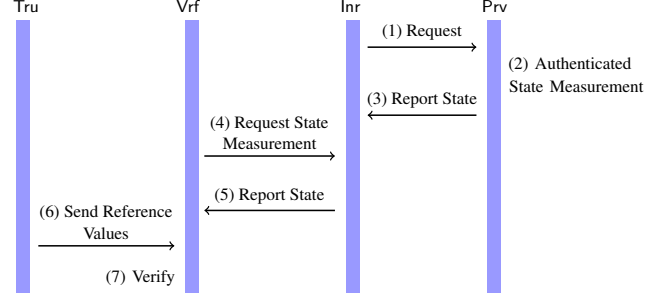 Tru Vrf Inr Prv
(1) Request
(2) Authenticated
State Measurement
(3) Report State
(4) Request State
Measurement
(5) Report State
(6) Send Reference
Values
(7) Verify